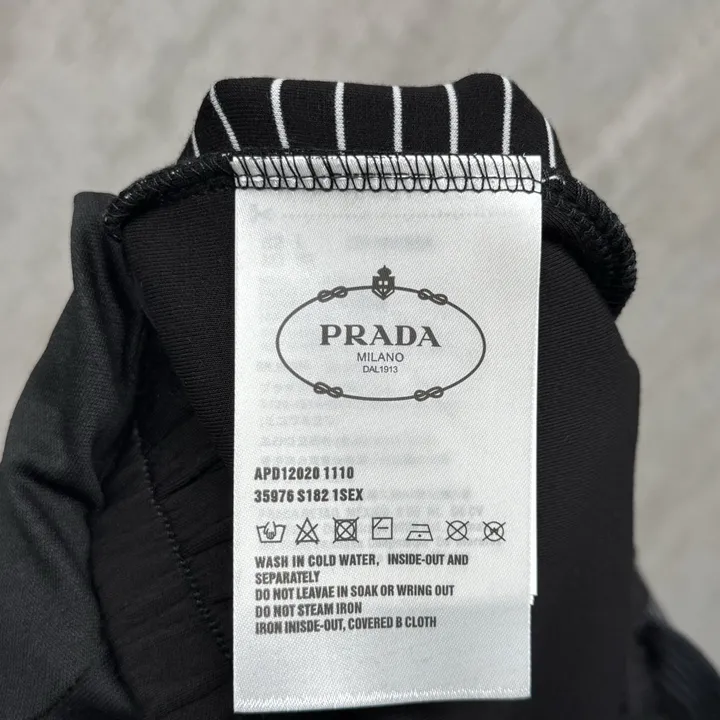 PRADA
MILANO
DAL1913
APD12020 1110
35976 S182 1SEX
WASH IN COLD WATER, INSIDE-OUT AND
SEPARATELY
DO NOT LEAVAE IN SOAK OR WRING OUT
DO NOT STEAM IRON
IRON INISDE-OUT, COVERED B CLOTH